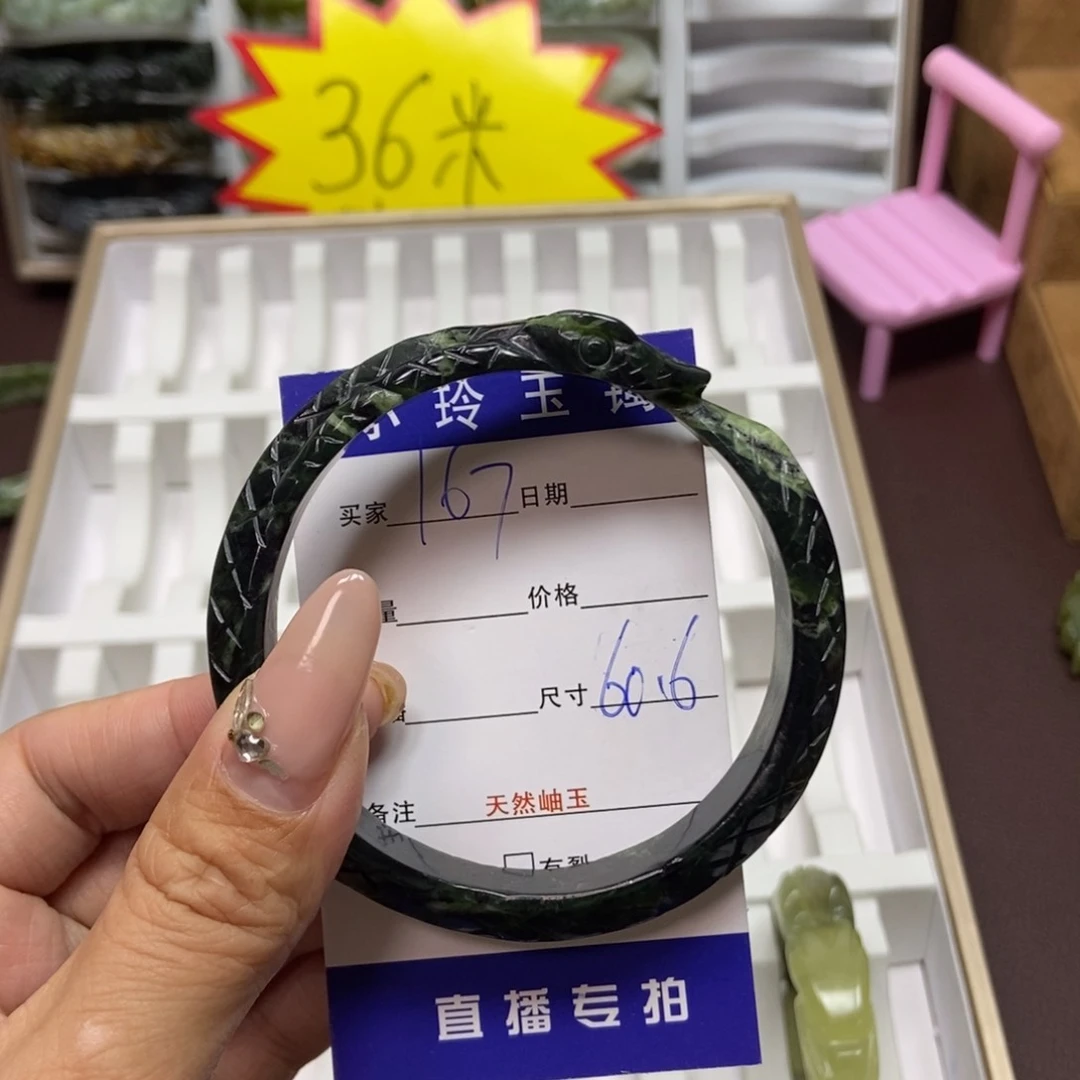 36米
玲玉
买家 167 日期
量 价格
尺寸 60.6
备注 天然岫玉
有裂
直播专拍